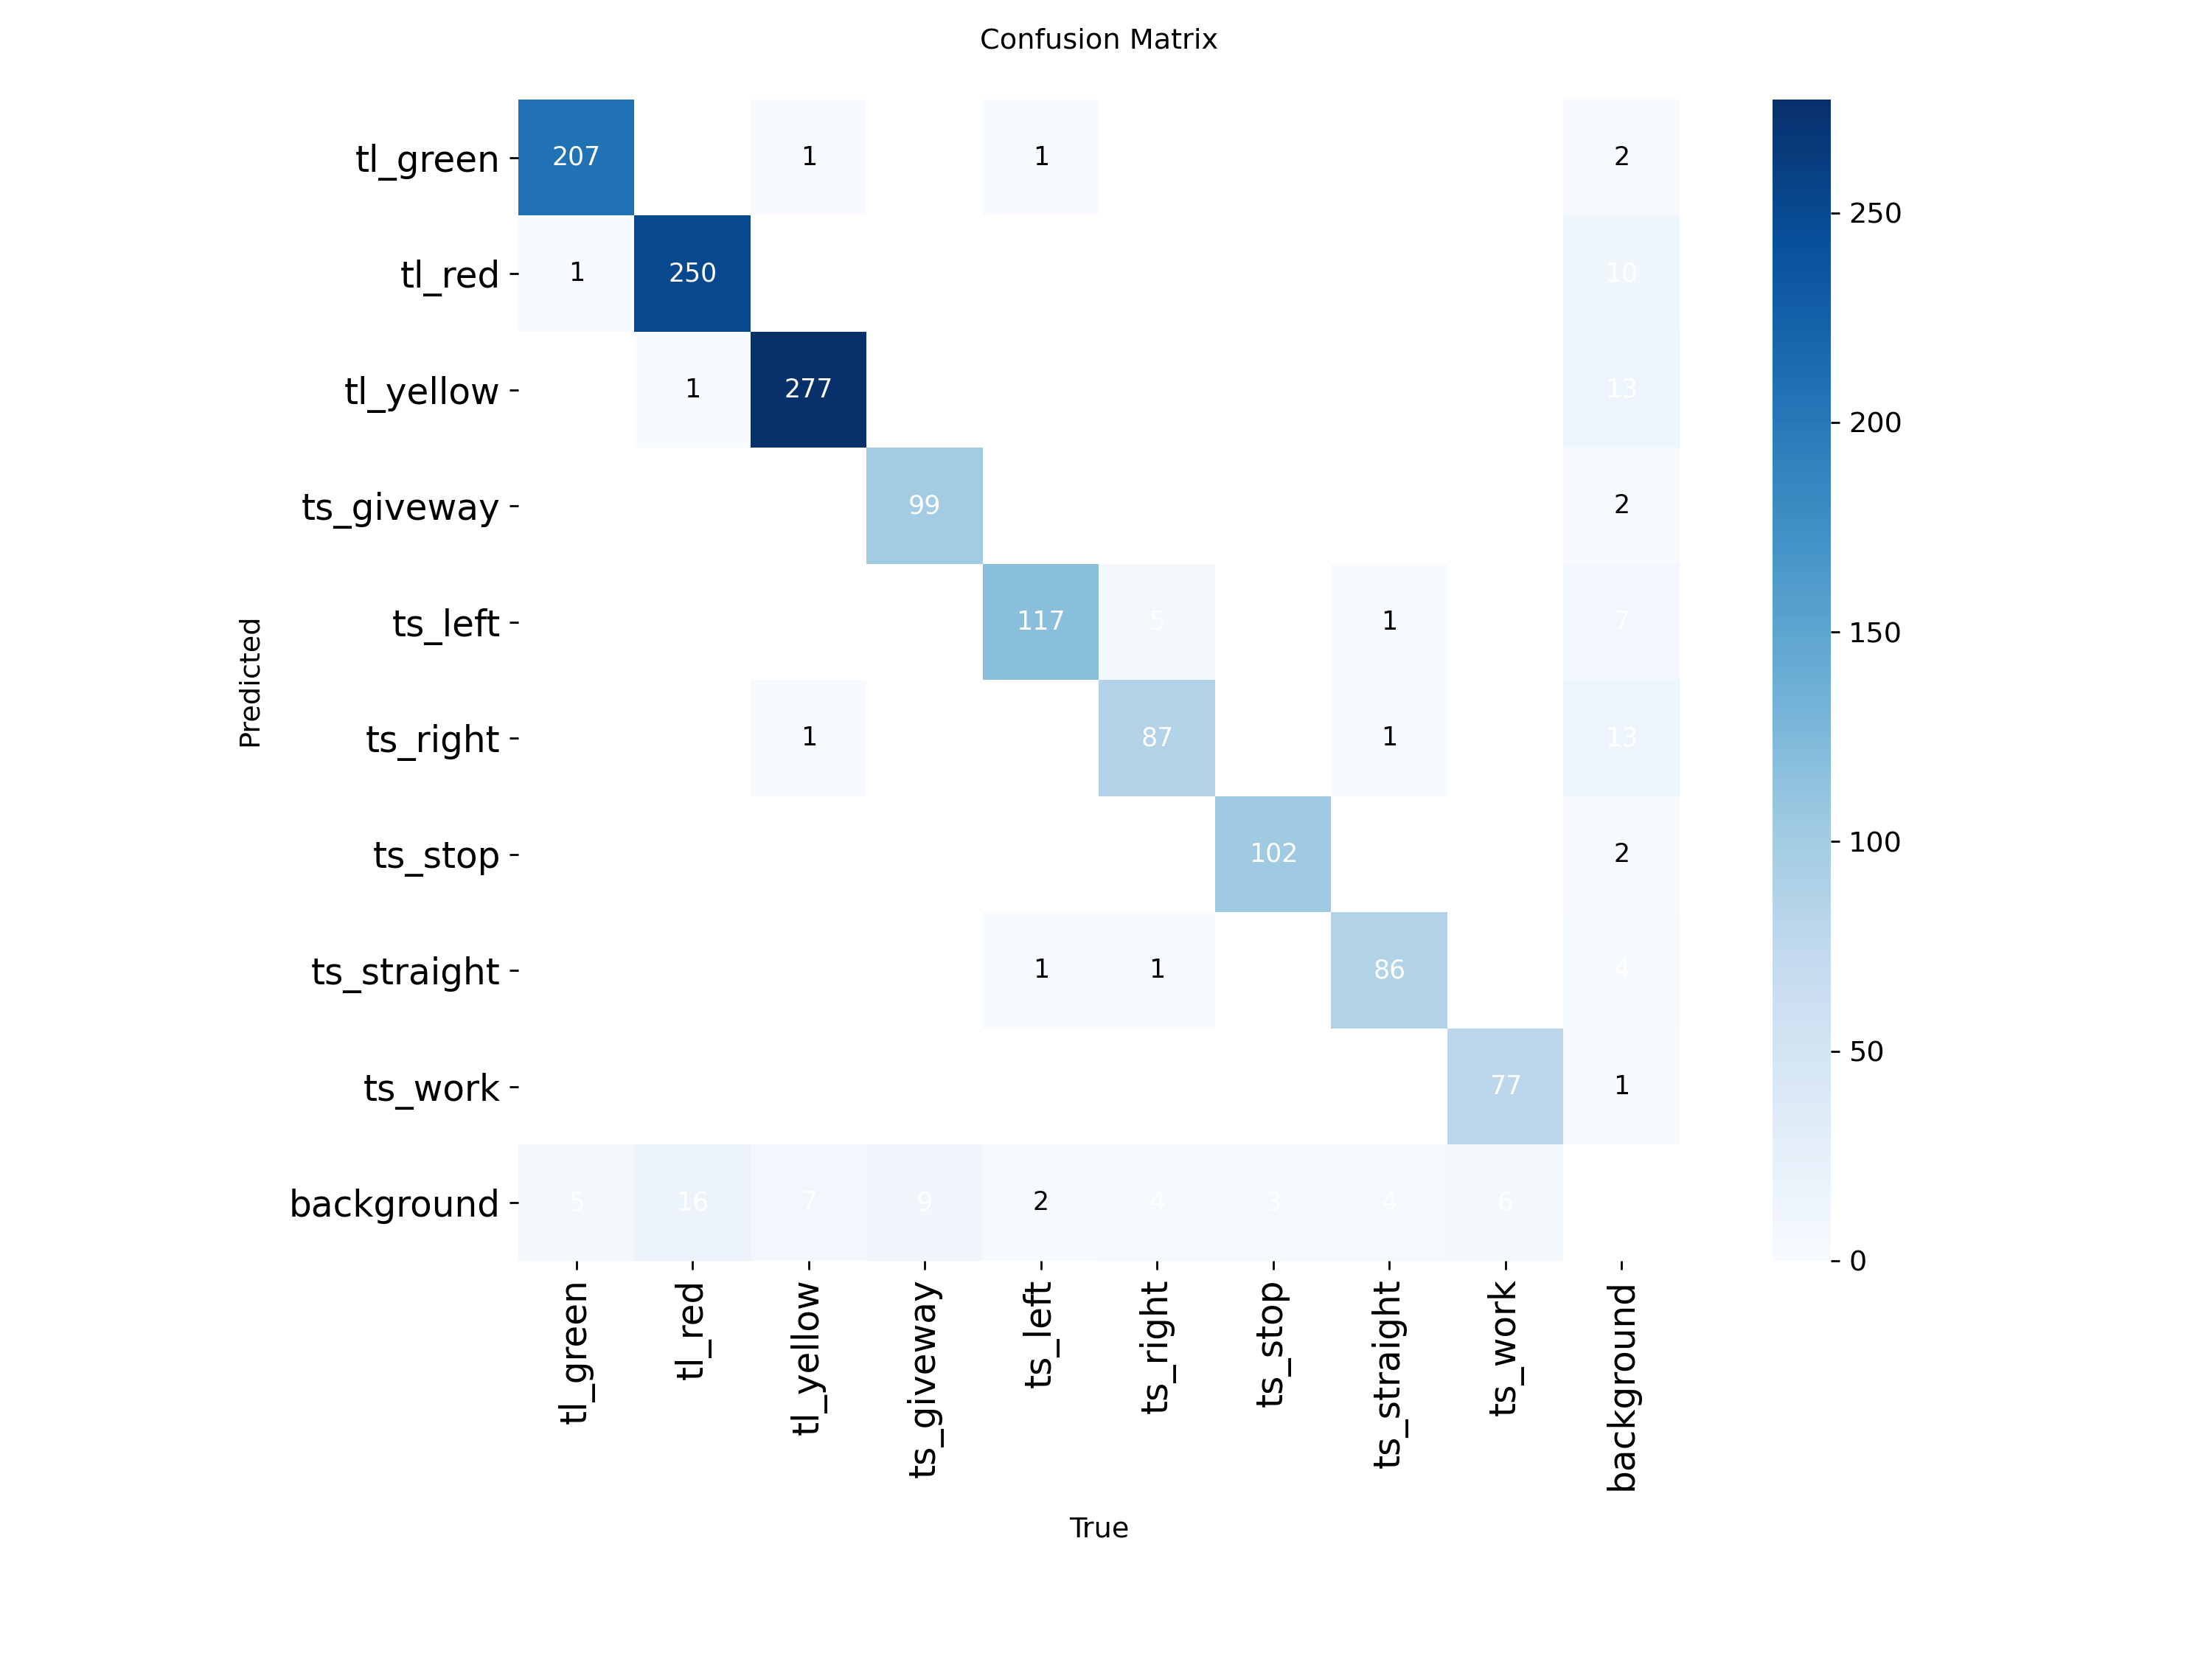 Confusion Matrix
tl_green 207 1 1 2
tl_red 1 250 10
tl_yellow 1 277 13
ts_giveway 99 2
ts_left 117 5 1 7
ts_right 1 87 1 13
ts_stop 102 2
ts_straight 1 1 86 4
ts_work 77 1
background 5 16 7 9 2 4 3 4 6
Predicted
tl_green
tl_red
tl_yellow
ts_giveway
ts_left
ts_right
ts_stop
ts_straight
ts_work
background
True
250
200
150
100
50
0